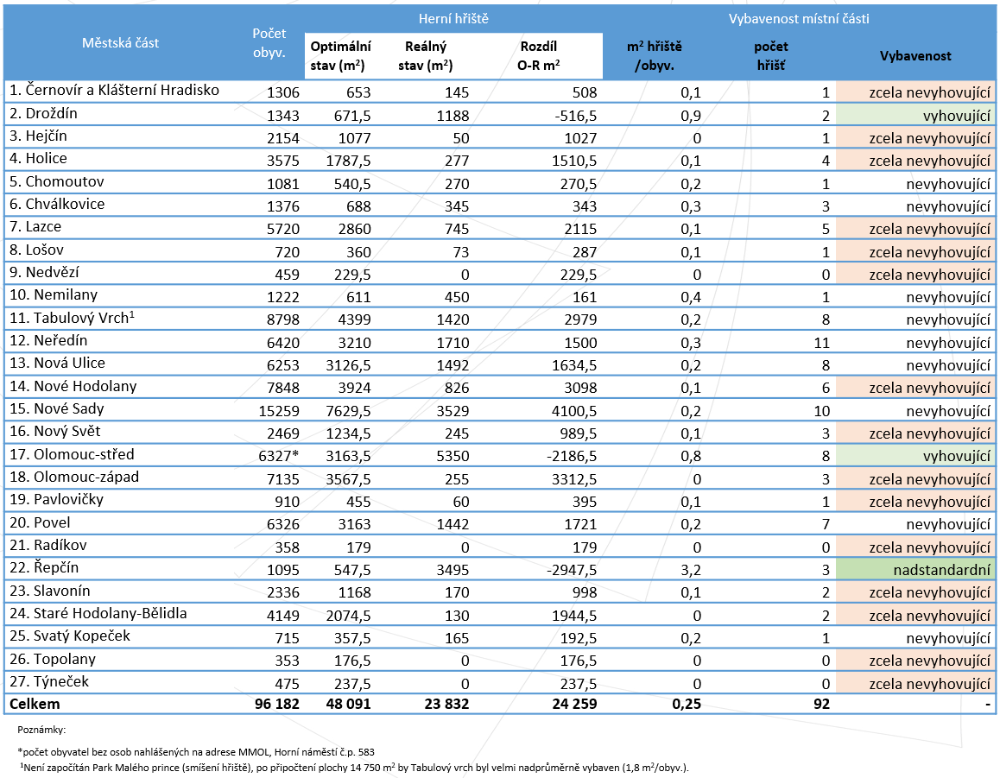 Městská část Počet obyv. Herní hřiště Vybavenost místní části
Optimální stav (m²) Reálný stav (m²) Rozdíl O-R m² m² hřiště /obyv. počet hřišť Vybavenost
1. Černovír a Klášterní Hradisko 1306 653 145 508 0,1 1 zcela nevyhovující
2. Droždín 1343 671,5 1188 -516,5 0,9 2 vyhovující
3. Hejčín 2154 1077 50 1027 0 1 zcela nevyhovující
4. Holice 3575 1787,5 277 1510,5 0,1 4 zcela nevyhovující
5. Chomoutov 1081 540,5 270 270,5 0,2 1 nevyhovující
6. Chválkovice 1376 688 345 343 0,3 3 nevyhovující
7. Lazce 5720 2860 745 2115 0,1 5 zcela nevyhovující
8. Lošov 720 360 73 287 0,1 1 zcela nevyhovující
9. Nedvězí 459 229,5 0 229,5 0 0 zcela nevyhovující
10. Nemilany 1222 611 450 161 0,4 1 nevyhovující
11. Tabulový Vrch¹ 8798 4399 1420 2979 0,2 8 nevyhovující
12. Neředín 6420 3210 1710 1500 0,3 11 nevyhovující
13. Nová Ulice 6253 3126,5 1492 1634,5 0,2 8 nevyhovující
14. Nové Hodolany 7848 3924 826 3098 0,1 6 zcela nevyhovující
15. Nové Sady 15259 7629,5 3529 4100,5 0,2 10 nevyhovující
16. Nový Svět 2469 1234,5 245 989,5 0,1 3 zcela nevyhovující
17. Olomouc-střed 6327* 3163,5 5350 -2186,5 0,8 8 vyhovující
18. Olomouc-západ 7135 3567,5 255 3312,5 0 3 zcela nevyhovující
19. Pavlovičky 910 455 60 395 0,1 1 zcela nevyhovující
20. Povel 6326 3163 1442 1721 0,2 7 nevyhovující
21. Radíkov 358 179 0 179 0 0 zcela nevyhovující
22. Řepčín 1095 547,5 3495 -2947,5 3,2 3 nadstandardní
23. Slavonín 2336 1168 170 998 0,1 2 zcela nevyhovující
24. Staré Hodolany-Bělidla 4149 2074,5 130 1944,5 0 2 zcela nevyhovující
25. Svatý Kopeček 715 357,5 165 192,5 0,2 1 nevyhovující
26. Topolany 353 176,5 0 176,5 0 0 zcela nevyhovující
27. Týneček 475 237,5 0 237,5 0 0 zcela nevyhovující
Celkem 96 182 48 091 23 832 24 259 0,25 92 -
Poznámky:
*počet obyvatel bez osob nahlášených na adrese MMOL, Horní náměstí č.p. 583
¹Není započítán Park Malého prince (smíšení hřiště), po připočtení plochy 14 750 m² by Tabulový vrch byl velmi nadprůměrně vybaven (1,8 m²/obyv.).